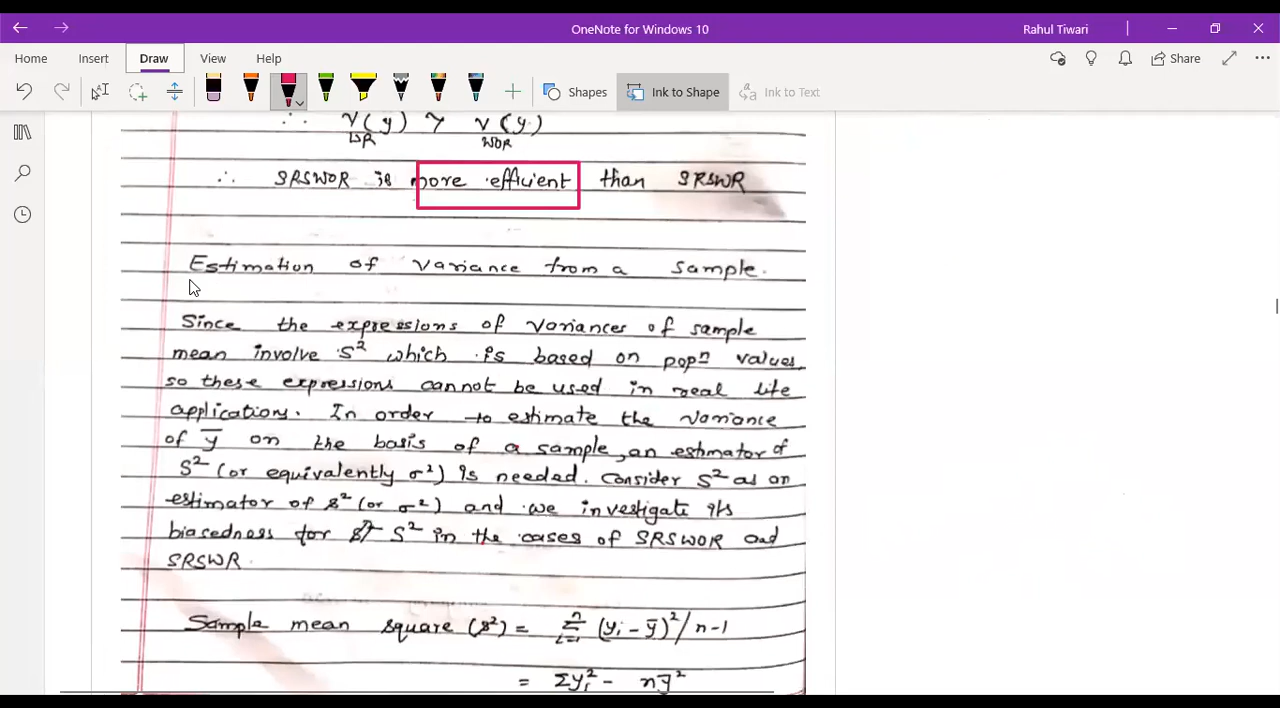 OneNote for Windows 10
Rahul Tiwari
Home Insert Draw View Help
Share
Shapes Ink to Shape Ink to Text
∴ V(y) > V(y)
WR WOR
∴ SRSWOR is more efficient than SRSWR
Estimation of variance from a sample.
Since the expressions of variances of sample
mean involve S² which is based on popⁿ values,
so these expressions cannot be used in real life
applications. In order to estimate the variance
of y̅ on the basis of a sample, an estimator of
S² (or equivalently σ²) is needed. Consider S² as an
estimator of s² (or σ²) and we investigate its
biasedness for S² in the cases of SRSWOR and
SRSWR.
Sample mean square (s²) = Σⁿᵢ₌₁ (yᵢ - y̅)² / n-1
= Σyᵢ² - ny̅²